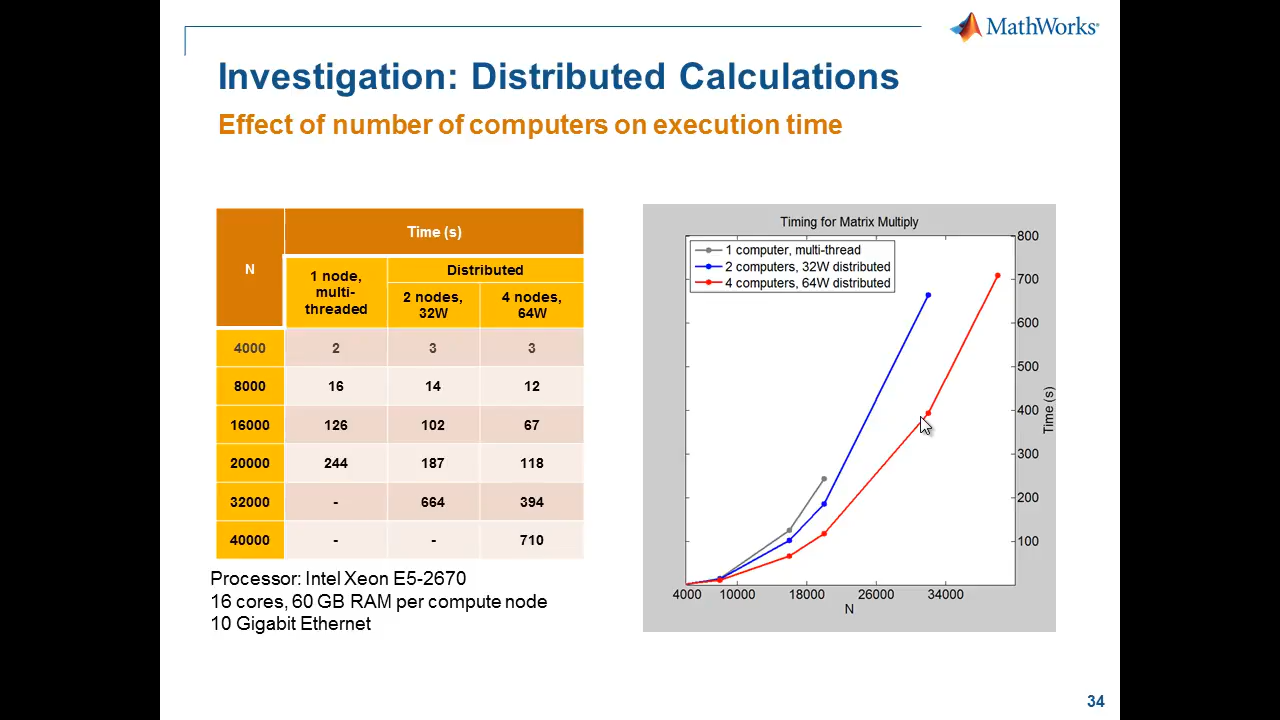 MathWorks®
Investigation: Distributed Calculations
Effect of number of computers on execution time
N
Time (s)
1 node,
multi-
threaded
Distributed
2 nodes,
32W
4 nodes,
64W
4000 2 3 3
8000 16 14 12
16000 126 102 67
20000 244 187 118
32000 - 664 394
40000 - - 710
Processor: Intel Xeon E5-2670
16 cores, 60 GB RAM per compute node
10 Gigabit Ethernet
Timing for Matrix Multiply
1 computer, multi-thread
2 computers, 32W distributed
4 computers, 64W distributed
800
700
600
500
400
300
200
100
Time (s)
4000 10000 18000 26000 34000
N
34